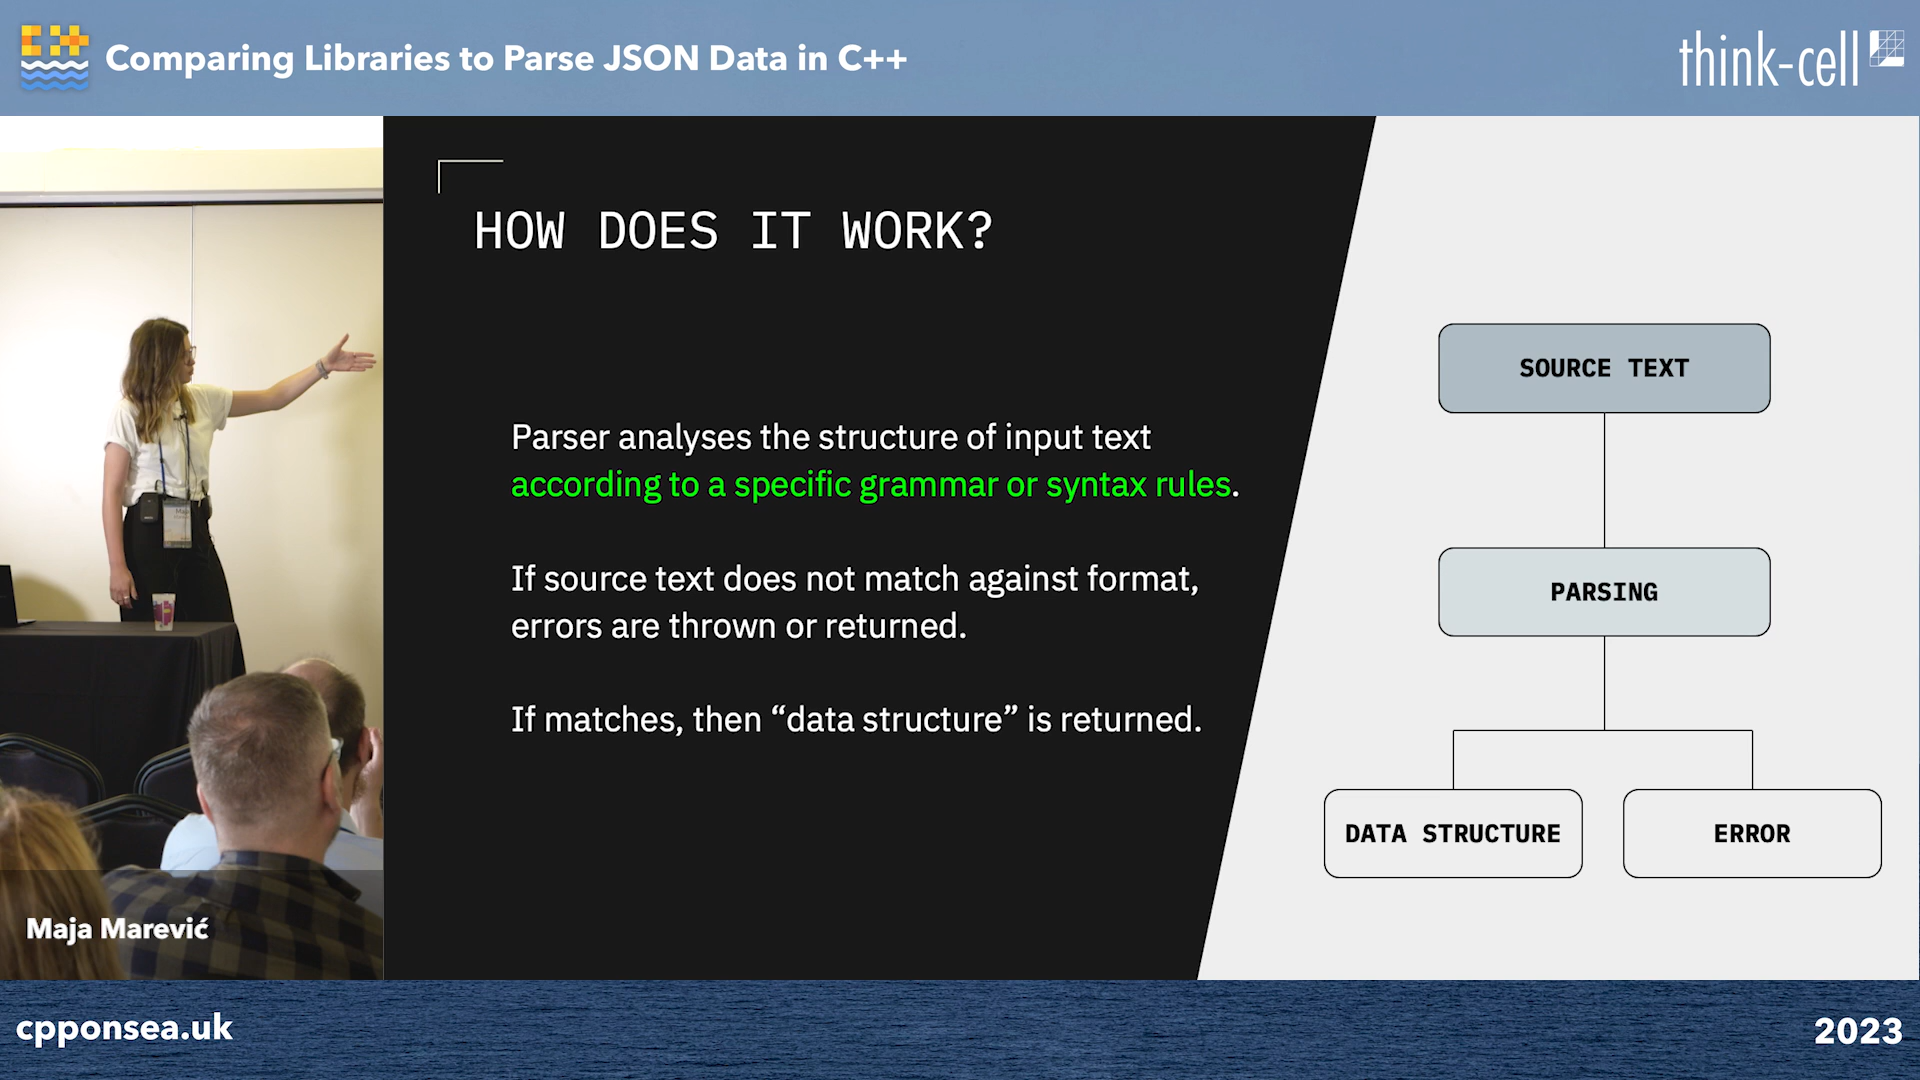 Comparing Libraries to Parse JSON Data in C++
think-cell
HOW DOES IT WORK?
Parser analyses the structure of input text
according to a specific grammar or syntax rules.
If source text does not match against format,
errors are thrown or returned.
If matches, then “data structure” is returned.
SOURCE TEXT
PARSING
DATA STRUCTURE
ERROR
Maja Marević
cpponsea.uk
2023